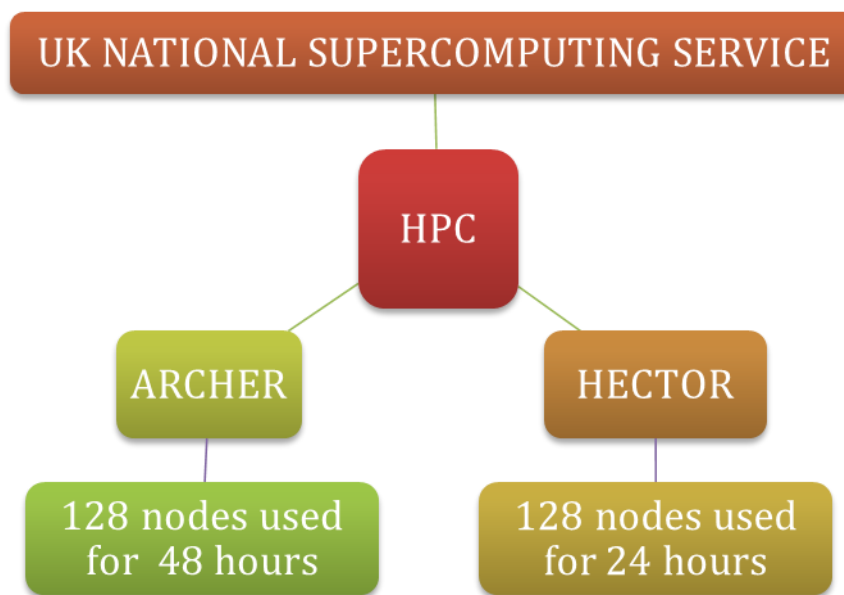 UK NATIONAL SUPERCOMPUTING SERVICE
HPC
ARCHER
HECTOR
128 nodes used
for 48 hours
128 nodes used
for 24 hours